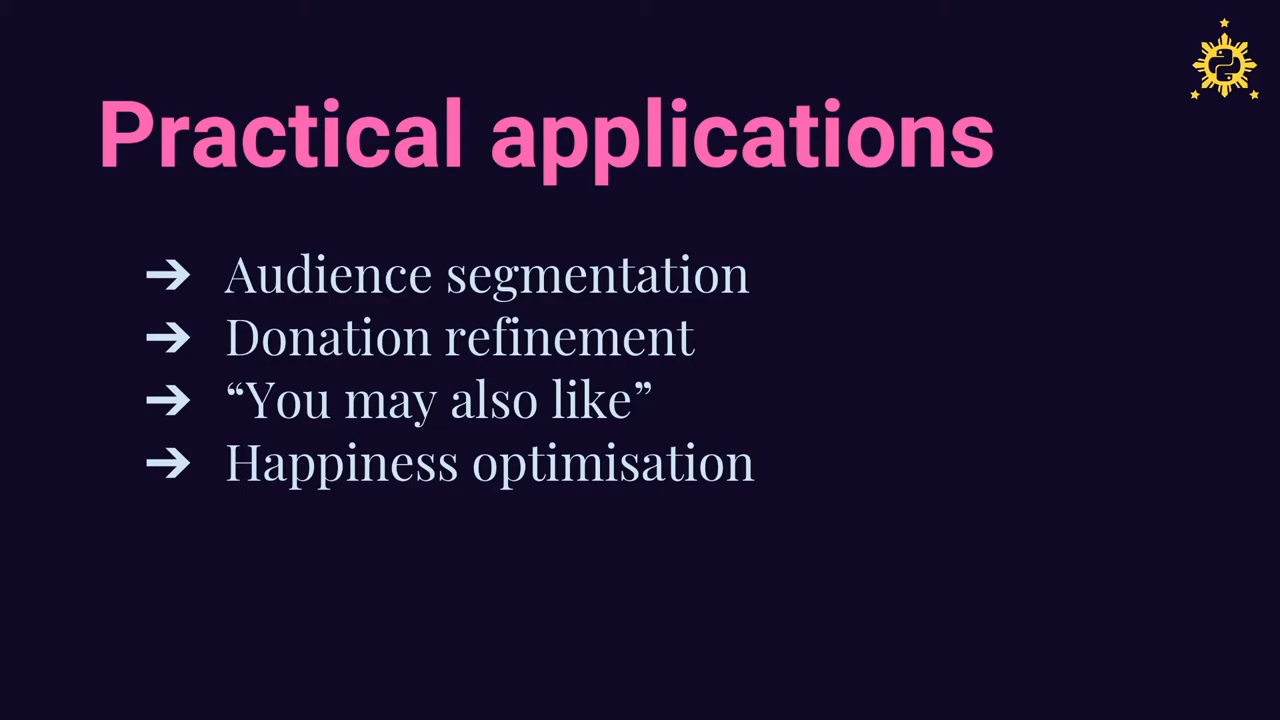 Practical applications
➔ Audience segmentation
➔ Donation refinement
➔ “You may also like”
➔ Happiness optimisation